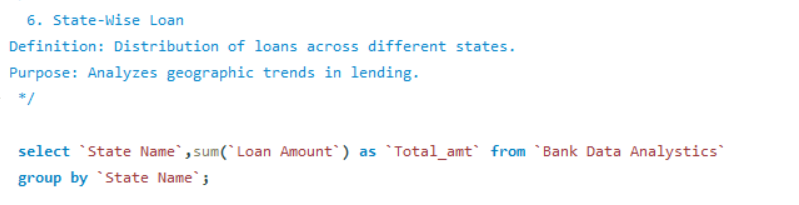 6. State-Wise Loan
Definition: Distribution of loans across different states.
Purpose: Analyzes geographic trends in lending.
*/
select `State Name`,sum(`Loan Amount`) as `Total_amt` from `Bank Data Analystics`
group by `State Name`;